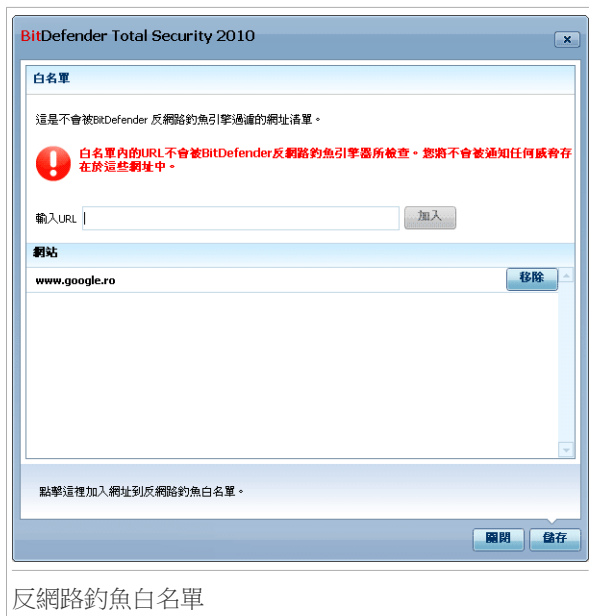 BitDefender Total Security 2010
白名單
這是不會被BitDefender 反網路釣魚引擎過濾的網址清單。
白名單內的URL不會被BitDefender反網路釣魚引擎器所檢查。您將不會被通知任何威脅存
在於這些網址中。
輸入URL
加入
網站
www.google.ro
移除
點擊這裡加入網址到反網路釣魚白名單。
關閉
儲存
反網路釣魚白名單